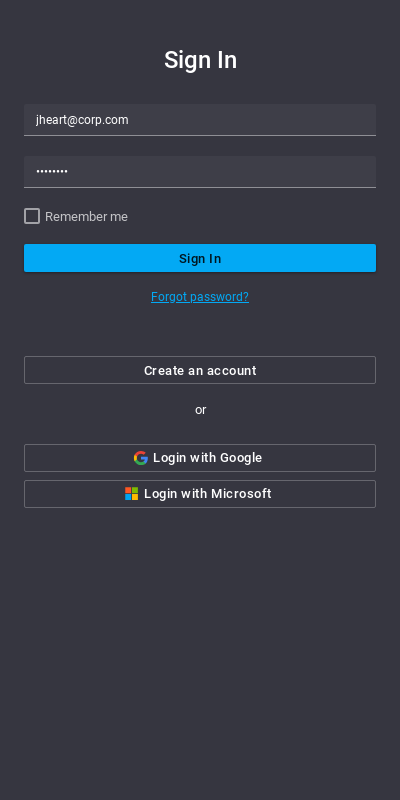 Sign In
jheart@corp.com
••••••••
Remember me
Sign In
Forgot password?
Create an account
or
Login with Google
Login with Microsoft